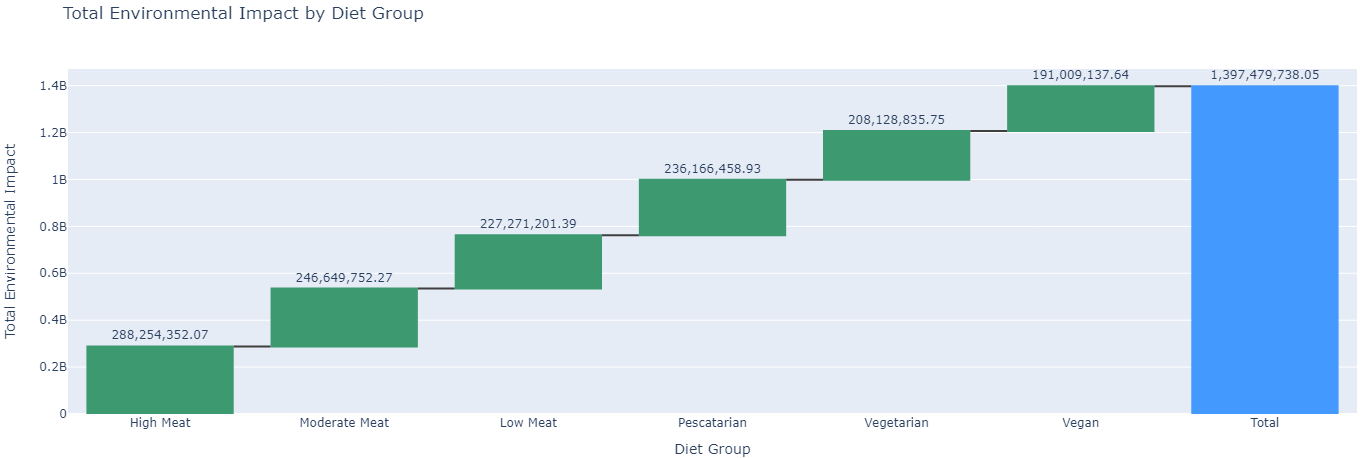 Total Environmental Impact by Diet Group
Total Environmental Impact
1.4B
1.2B
1B
0.8B
0.6B
0.4B
0.2B
0
288,254,352.07
246,649,752.27
227,271,201.39
236,166,458.93
208,128,835.75
191,009,137.64
1,397,479,738.05
High Meat
Moderate Meat
Low Meat
Pescatarian
Vegetarian
Vegan
Total
Diet Group